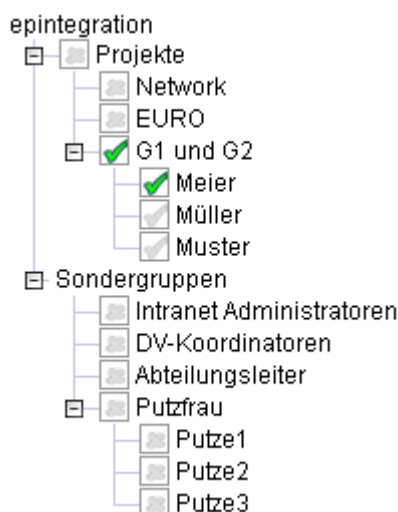 epintegration
Projekte
Network
EURO
G1 und G2
Meier
Müller
Muster
Sondergruppen
Intranet Administratoren
DV-Koordinatoren
Abteilungsleiter
Putzfrau
Putze1
Putze2
Putze3